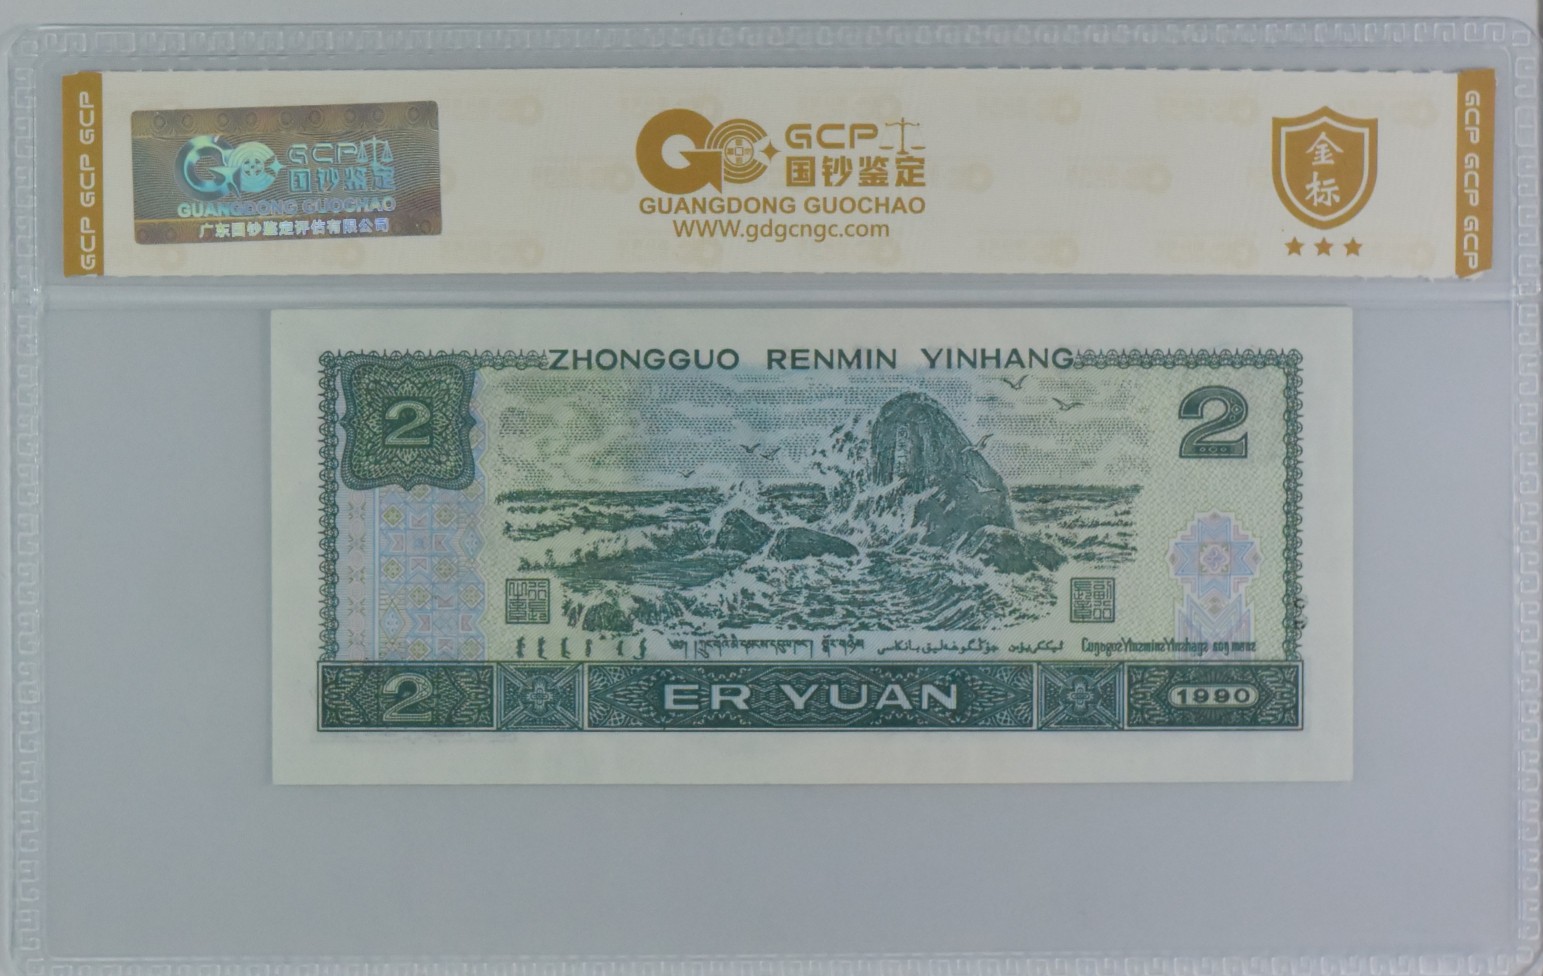 GCP GCP GCP
GCP
国钞鉴定
GUANGDONG GUOCHAO
广东国钞鉴定评估有限公司
GCP
国钞鉴定
GUANGDONG GUOCHAO
WWW.gdgcngc.com
金标
GCP GCP GCP
ZHONGGUO RENMIN YINHANG
2
2
2
ER YUAN
1990